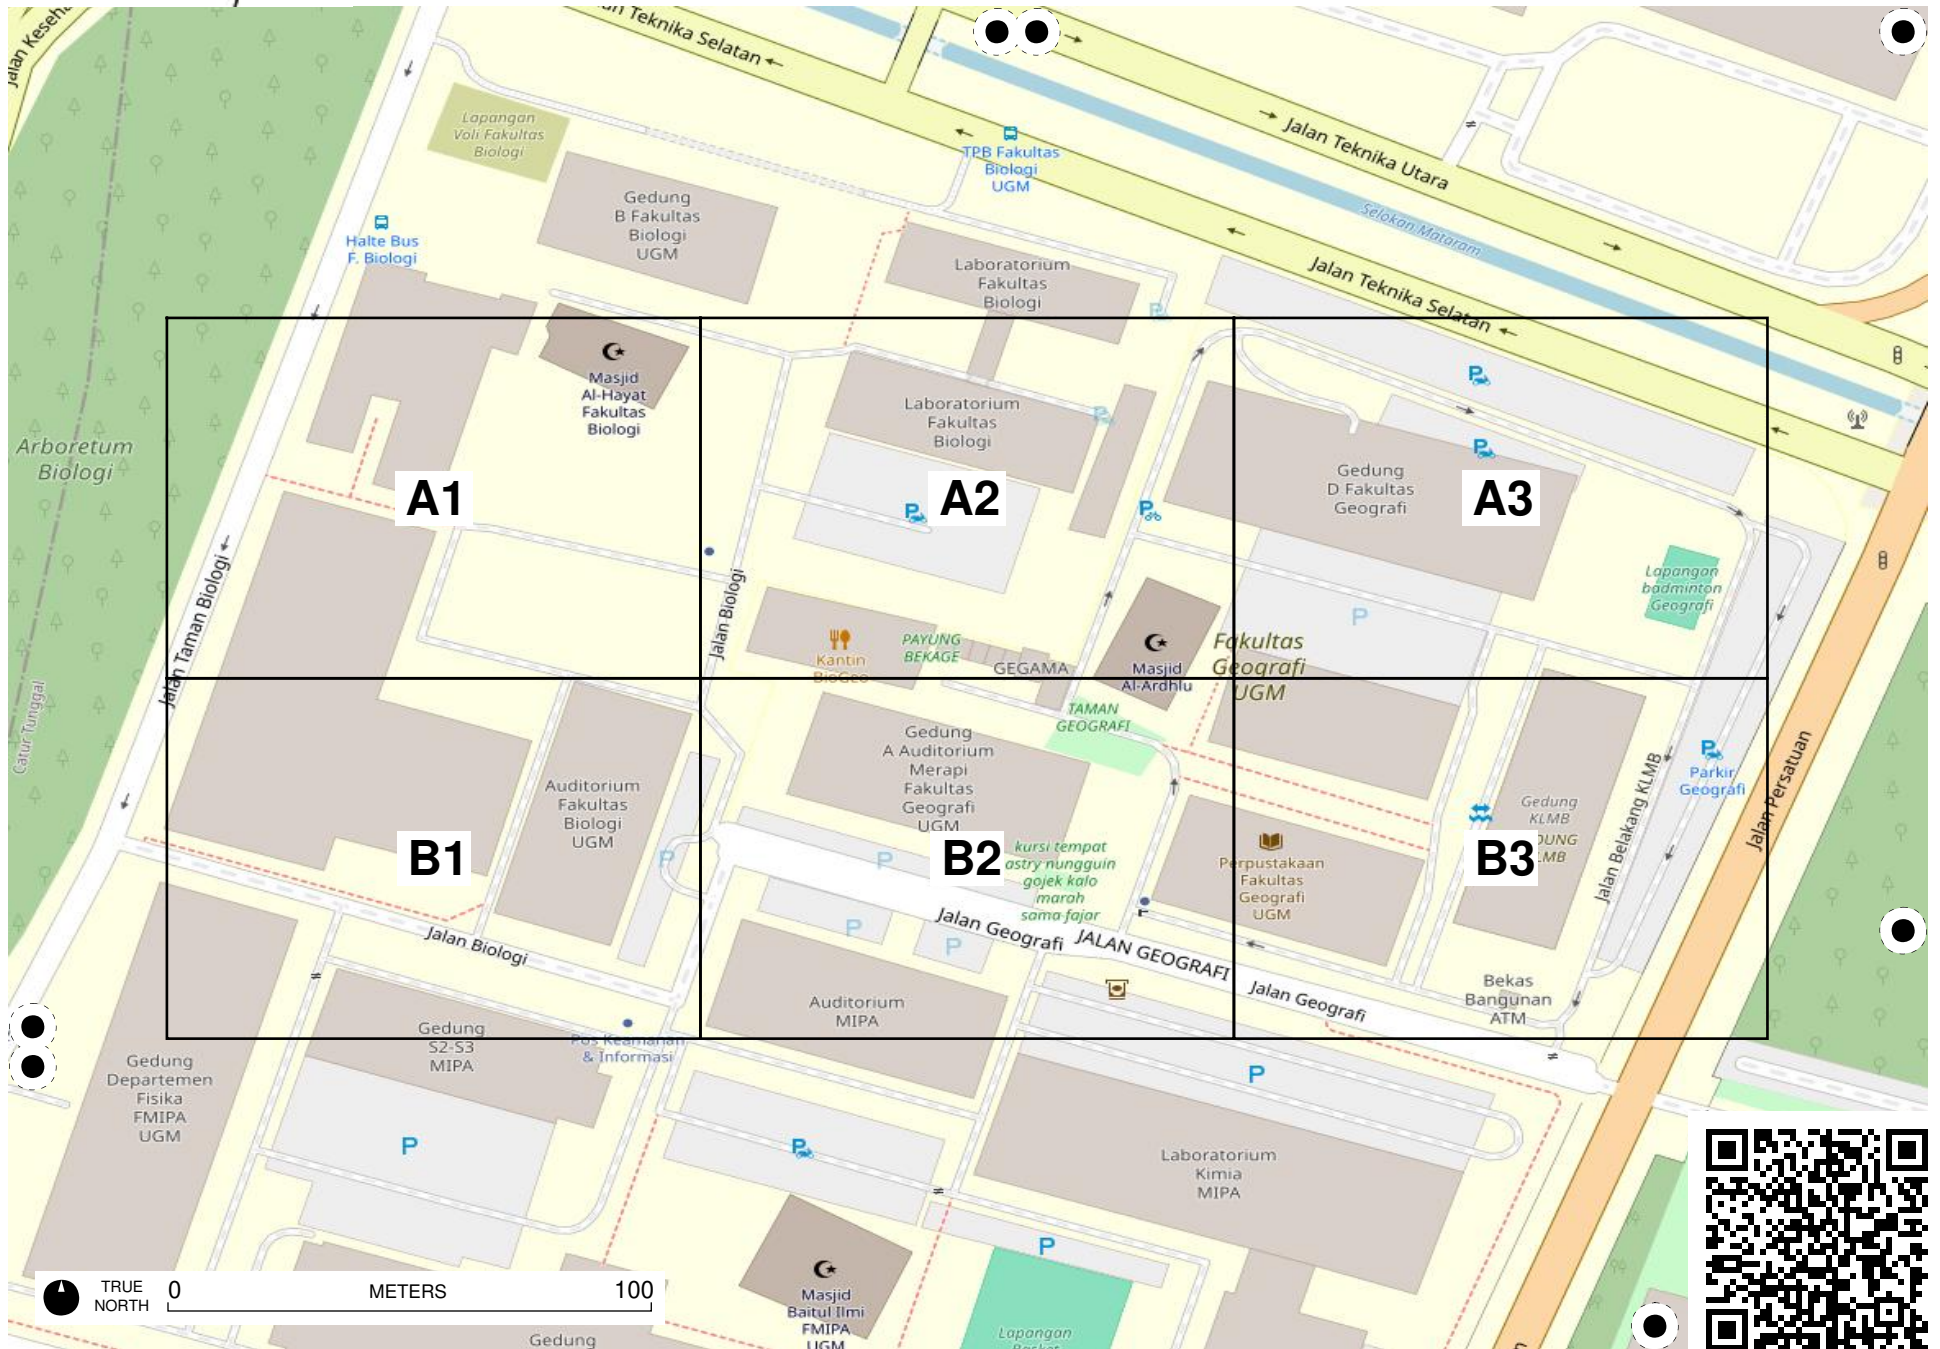 Teknika Selatan
Lapangan
Voli Fakultas
Biologi
TPB Fakultas
Biologi
UGM
Jalan Teknika Utara
Selokan Mataram
Gedung
B Fakultas
Biologi
UGM
Halte Bus
F. Biologi
Laboratorium
Fakultas
Biologi
Jalan Teknika Selatan
Masjid
Al-Hayat
Fakultas
Biologi
Laboratorium
Fakultas
Biologi
Arboretum
Biologi
Gedung
D Fakultas
Geografi
A1
A2
A3
Lapangan
badminton
Geografi
Jalan Taman Biologi
Jalan Biologi
Kantin
BioGeo
PAYUNG
BEKAGE
GEGAMA
Masjid
Al-Ardhlu
Fakultas
Geografi
UGM
P
Catur Tunggal
TAMAN
GEOGRAFI
Gedung
A Auditorium
Merapi
Fakultas
Geografi
UGM
Auditorium
Fakultas
Biologi
UGM
Parkir
Geografi
Jalan Persatuan
Jalan Belakang KLMB
Gedung
KLMB
B1
B2
B3
P
P
kursi tempat
astry nungguin
gojek kalo
marah
sama fajar
Perpustakaan
Fakultas
Geografi
UGM
P
P
Jalan Biologi
Jalan Geografi
JALAN GEOGRAFI
Jalan Geografi
Bekas
Bangunan
ATM
Auditorium
MIPA
Gedung
S2-S3
MIPA
Pos Keamanan
& Informasi
Gedung
Departemen
Fisika
FMIPA
UGM
P
P
Laboratorium
Kimia
MIPA
P
Masjid
Baitul Ilmi
FMIPA
UGM
TRUE
NORTH
0 METERS 100
Gedung
Lapangan